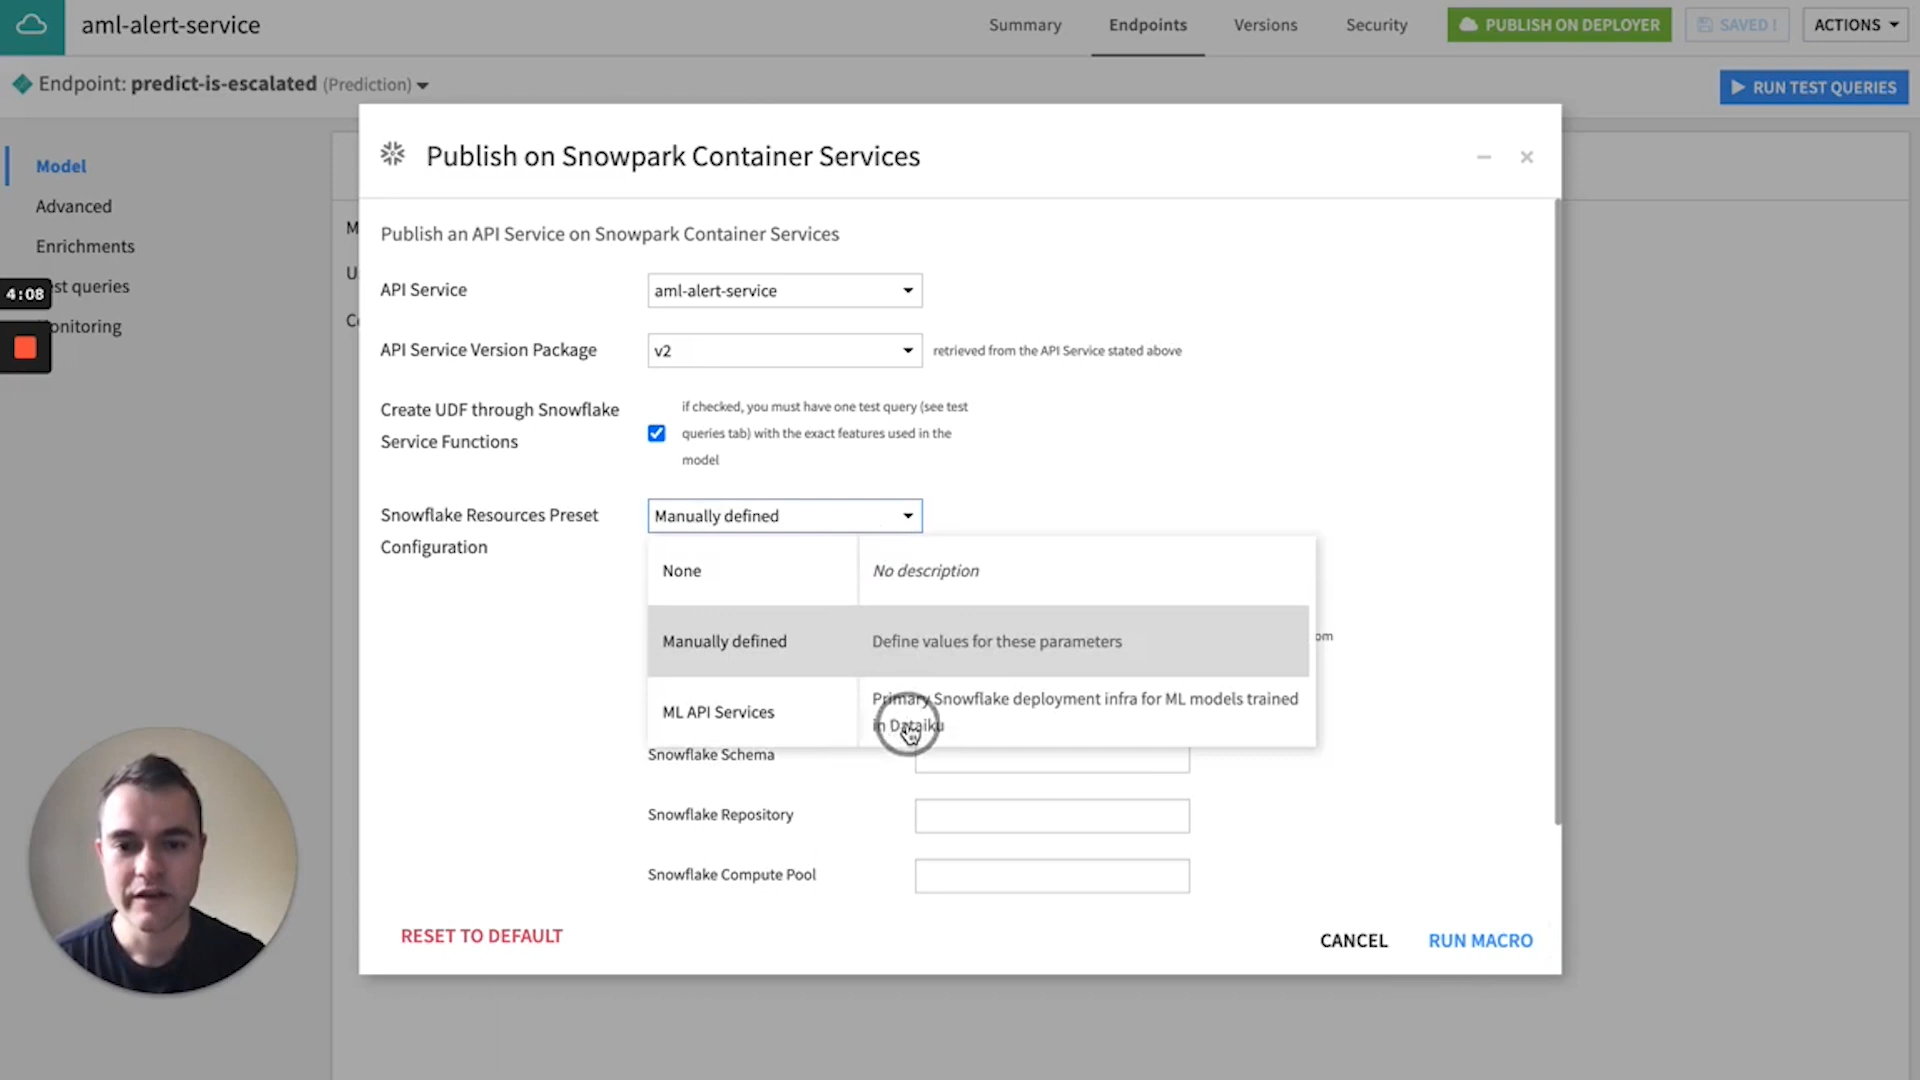 aml-alert-service
Summary
Endpoints
Versions
Security
PUBLISH ON DEPLOYER
SAVED !
ACTIONS
Endpoint: predict-is-escalated (Prediction)
RUN TEST QUERIES
Model
Advanced
Enrichments
4:08
st queries
onitoring
M
U
Publish on Snowpark Container Services
Publish an API Service on Snowpark Container Services
API Service
aml-alert-service
API Service Version Package
v2
retrieved from the API Service stated above
Create UDF through Snowflake
Service Functions
if checked, you must have one test query (see test
queries tab) with the exact features used in the
model
Snowflake Resources Preset
Configuration
Manually defined
None
No description
Manually defined
Define values for these parameters
om
ML API Services
Primary Snowflake deployment infra for ML models trained
in Dataiku
Snowflake Schema
Snowflake Repository
Snowflake Compute Pool
RESET TO DEFAULT
CANCEL
RUN MACRO